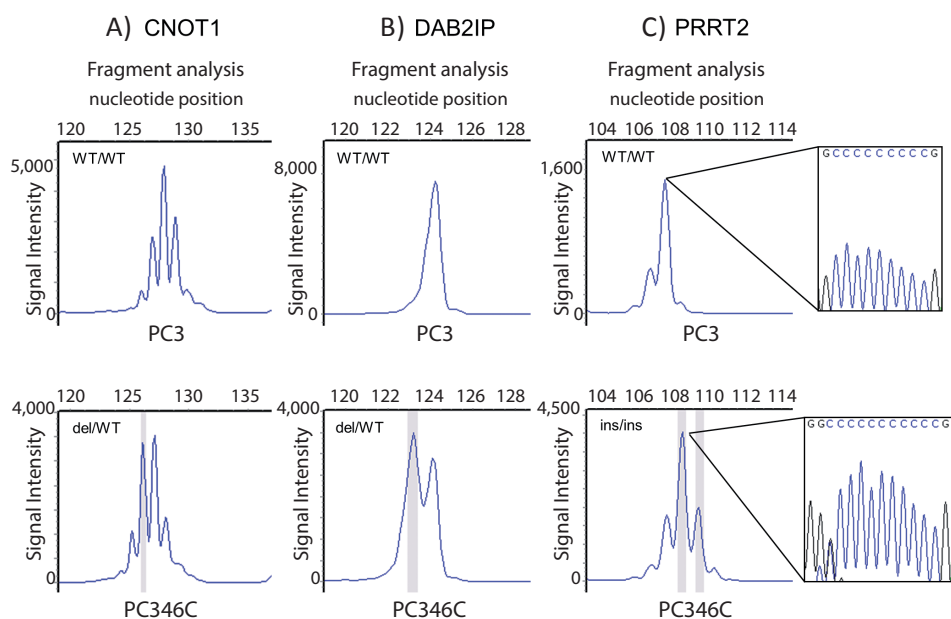 A) CNOT1
B) DAB2IP
C) PRRT2
Fragment analysis
nucleotide position
Fragment analysis
nucleotide position
Fragment analysis
nucleotide position
120 125 130 135
120 122 124 126 128
104 106 108 110 112 114
WT/WT
5,000
0
Signal Intensity
PC3
WT/WT
8,000
0
Signal Intensity
PC3
WT/WT
1,600
0
Signal Intensity
PC3
GCCCCCCCCCG
120 125 130 135
120 122 124 126 128
104 106 108 110 112 114
del/WT
4,000
0
Signal Intensity
PC346C
del/WT
4,000
0
Signal Intensity
PC346C
ins/ins
4,500
0
Signal Intensity
PC346C
GGCCCCCCCCCCCG